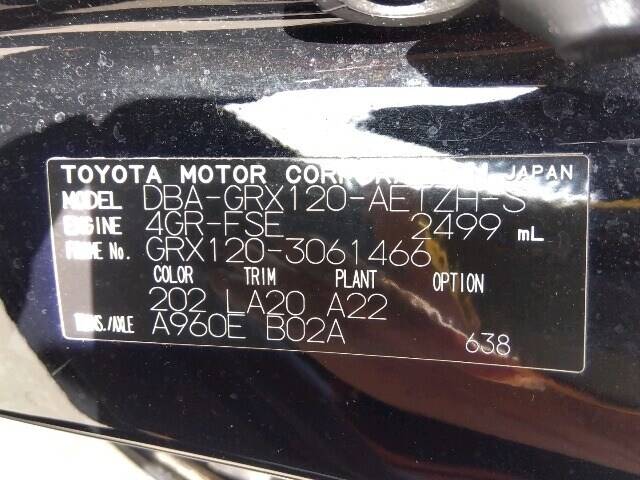 TOYOTA MOTOR CORPORATION JAPAN
MODEL DBA-GRX120-AETZH-S
ENGINE 4GR-FSE 2499 mL
FRAME No. GRX120-3061466
COLOR TRIM PLANT OPTION
202 LA20 A22
TRANS./AXLE A960E B02A
638